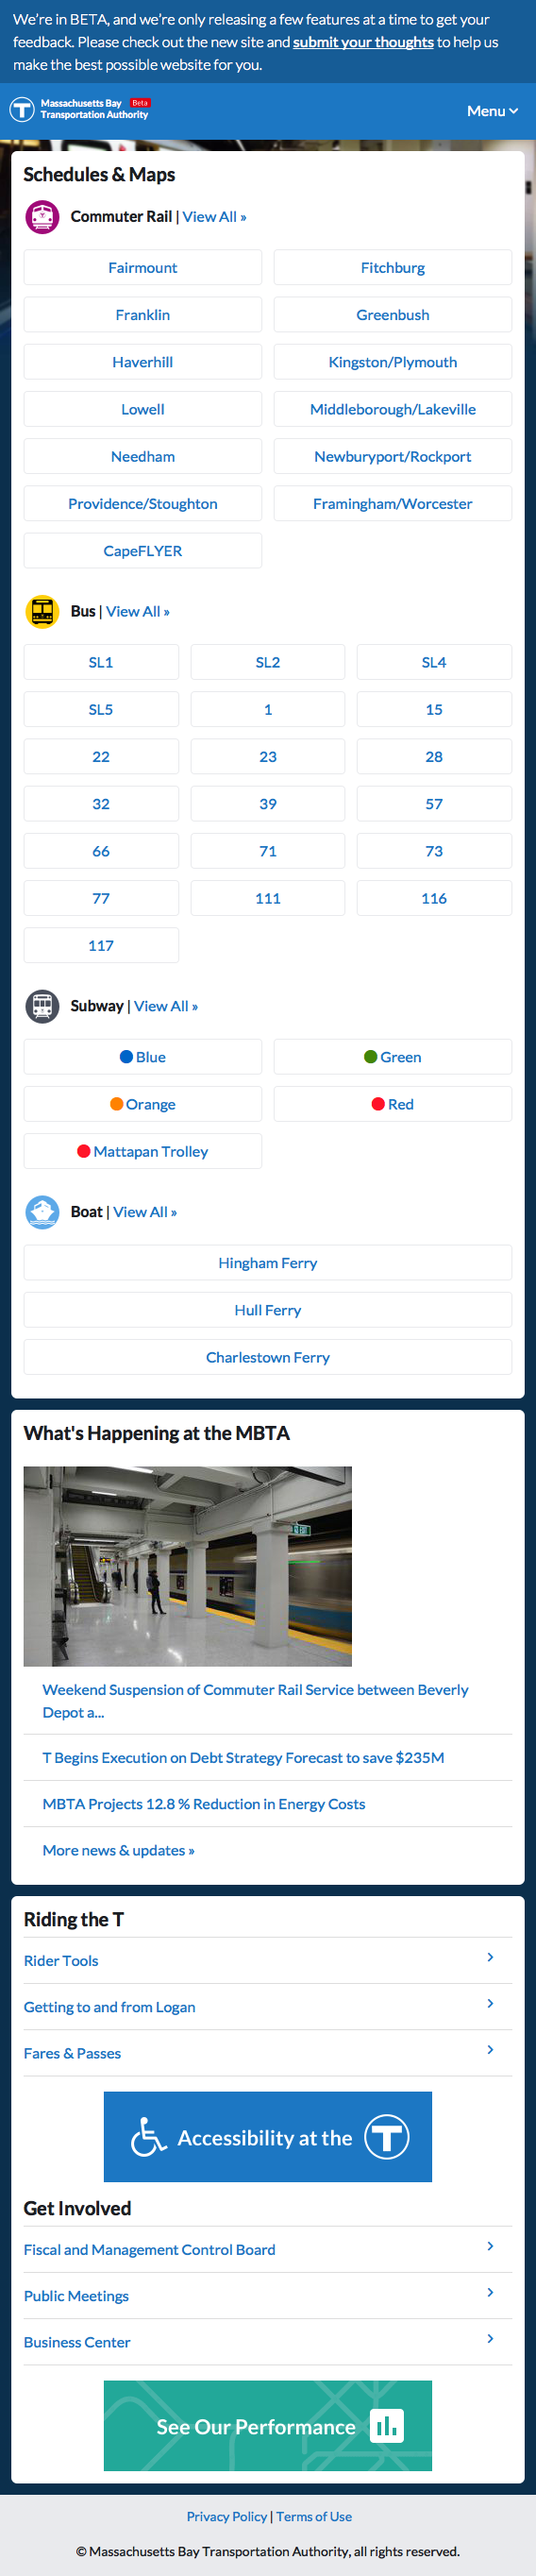 We're in BETA, and we're only releasing a few features at a time to get your
feedback. Please check out the new site and submit your thoughts to help us
make the best possible website for you.
Massachusetts Bay Beta
Transportation Authority
Menu
Schedules & Maps
Commuter Rail | View All »
Fairmount Fitchburg
Franklin Greenbush
Haverhill Kingston/Plymouth
Lowell Middleborough/Lakeville
Needham Newburyport/Rockport
Providence/Stoughton Framingham/Worcester
CapeFLYER
Bus | View All »
SL1 SL2 SL4
SL5 1 15
22 23 28
32 39 57
66 71 73
77 111 116
117
Subway | View All »
Blue Green
Orange Red
Mattapan Trolley
Boat | View All »
Hingham Ferry
Hull Ferry
Charlestown Ferry
What's Happening at the MBTA
Weekend Suspension of Commuter Rail Service between Beverly
Depot a...
T Begins Execution on Debt Strategy Forecast to save $235M
MBTA Projects 12.8 % Reduction in Energy Costs
More news & updates »
Riding the T
Rider Tools
Getting to and from Logan
Fares & Passes
Accessibility at the T
Get Involved
Fiscal and Management Control Board
Public Meetings
Business Center
See Our Performance
Privacy Policy | Terms of Use
© Massachusetts Bay Transportation Authority, all rights reserved.